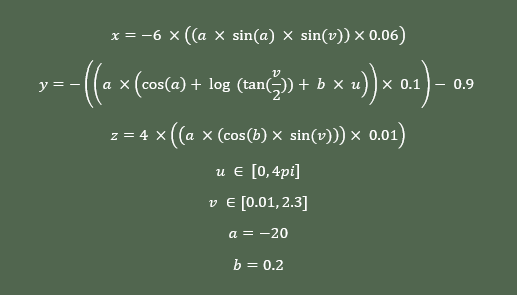 x = −6 × ((a × sin(a) × sin(v)) × 0.06)
y = −((a × (cos(a) + log (tan(v/2)) + b × u)) × 0.1) − 0.9
z = 4 × ((a × (cos(b) × sin(v))) × 0.01)
u ∈ [0, 4pi]
v ∈ [0.01, 2.3]
a = −20
b = 0.2